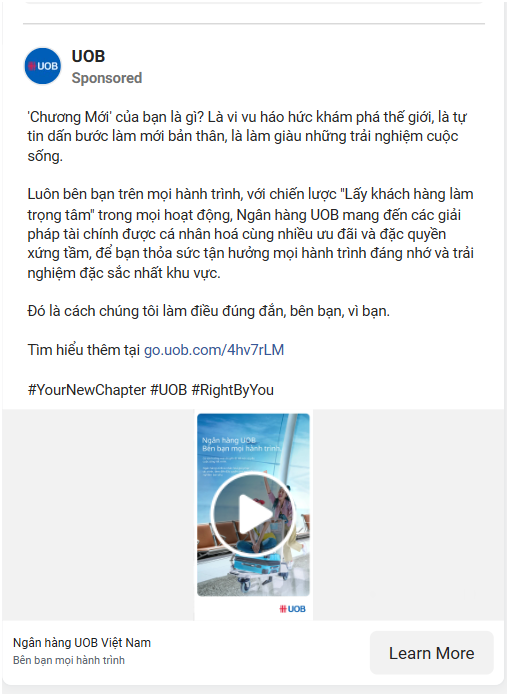 UOB
UOB
Sponsored
'Chương Mới' của bạn là gì? Là vi vu háo hức khám phá thế giới, là tự
tin dấn bước làm mới bản thân, là làm giàu những trải nghiệm cuộc
sống.
Luôn bên bạn trên mọi hành trình, với chiến lược "Lấy khách hàng làm
trọng tâm" trong mọi hoạt động, Ngân hàng UOB mang đến các giải
pháp tài chính được cá nhân hoá cùng nhiều ưu đãi và đặc quyền
xứng tầm, để bạn thỏa sức tận hưởng mọi hành trình đáng nhớ và trải
nghiệm đặc sắc nhất khu vực.
Đó là cách chúng tôi làm điều đúng đắn, bên bạn, vì bạn.
Tìm hiểu thêm tại go.uob.com/4hv7rLM
#YourNewChapter #UOB #RightByYou
Ngân hàng UOB
Bên bạn mọi hành trình
UOB
Ngân hàng UOB Việt Nam
Bên bạn mọi hành trình
Learn More